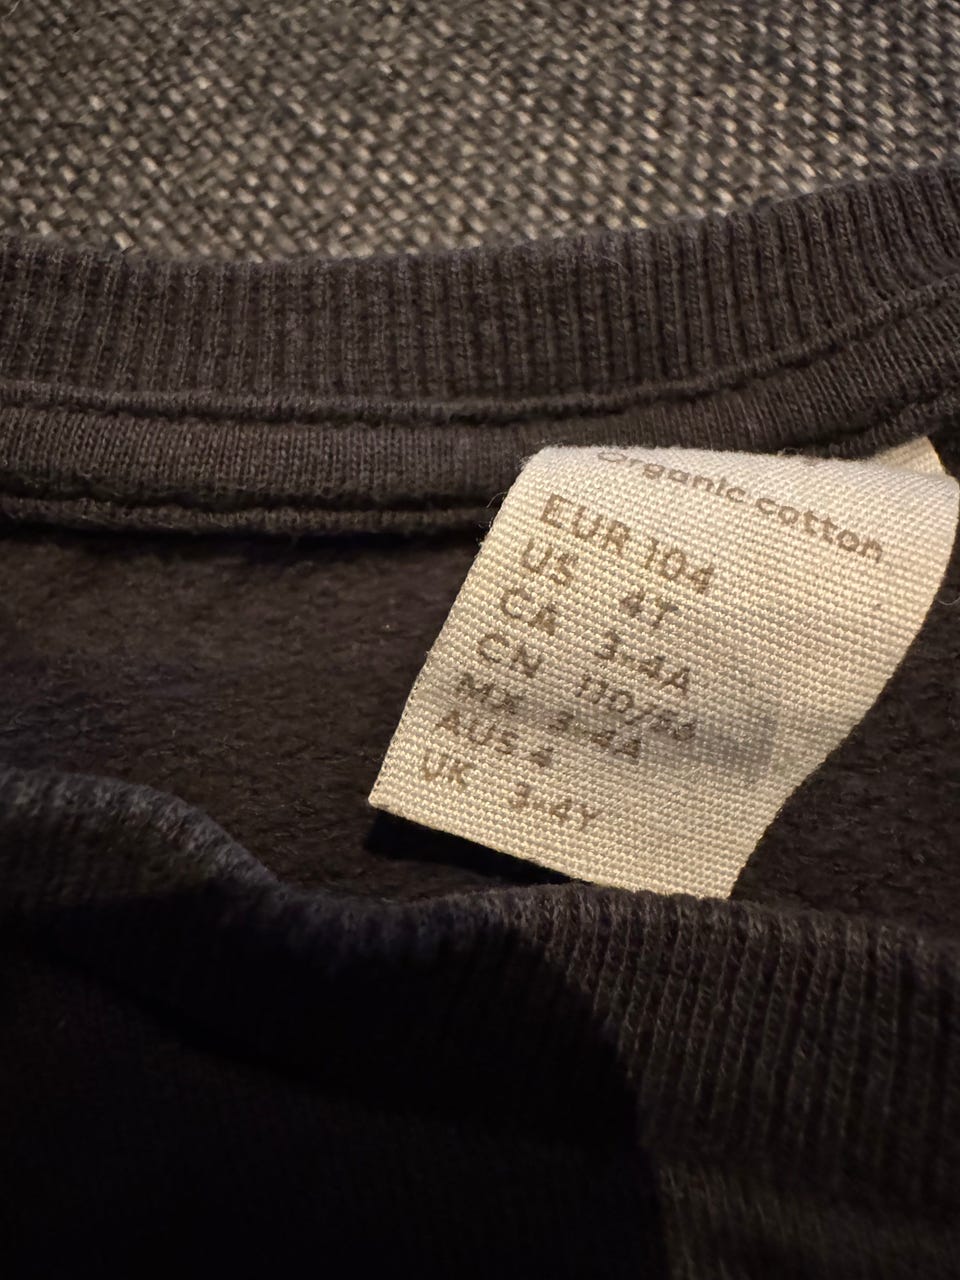 Organic cotton
EUR 104
US 4T
CA 3-4A
CN 110/56
MX 3-4A
AUS 4
UK 3-4Y